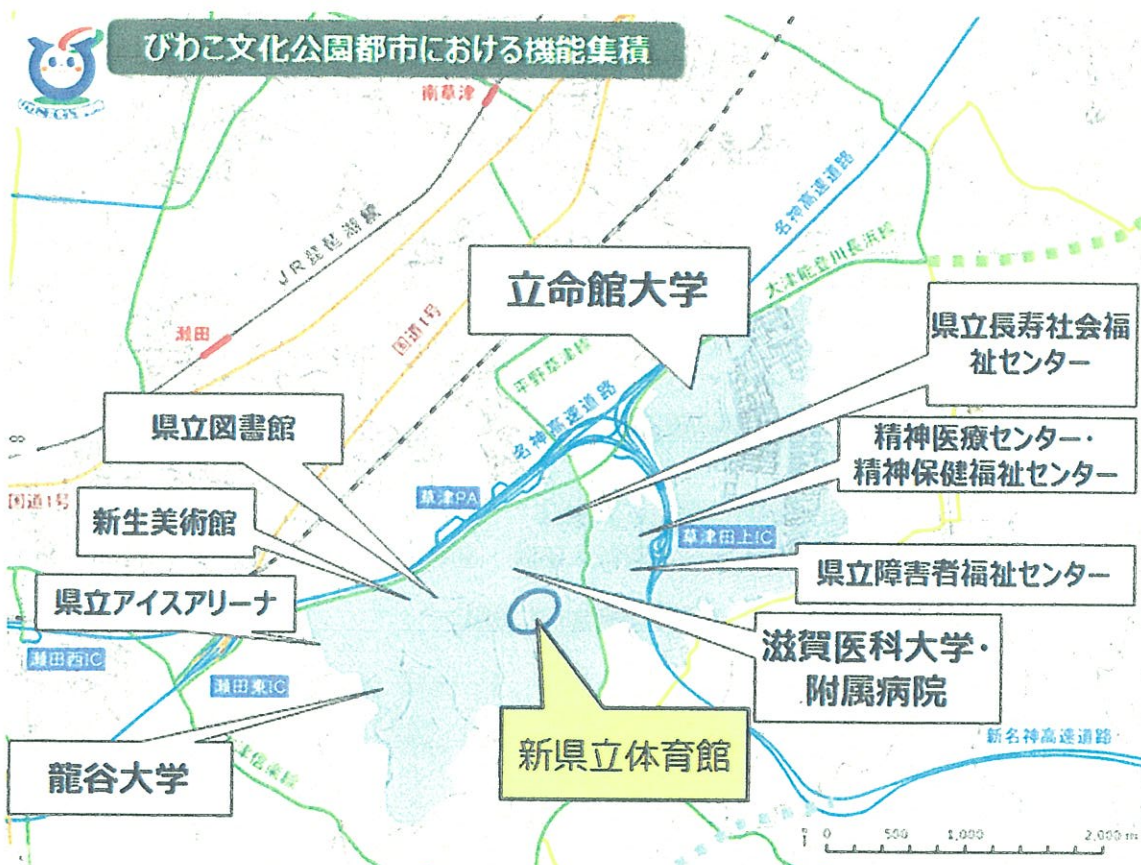 びわこ文化公園都市における機能集積
南草津
名神高速道路
JR琵琶湖線
大津能登川長浜線
立命館大学
県立長寿社会福
祉センター
瀬田
国道1号
平野草津線
名神高速道路
県立図書館
精神医療センター・
精神保健福祉センター
国道1号
草津PA
新生美術館
草津田上IC
県立障害者福祉センター
県立アイスアリーナ
瀬田西IC
滋賀医科大学・
附属病院
瀬田東IC
新県立体育館
龍谷大学
新名神高速道路
0 500 1,000 2,000 m